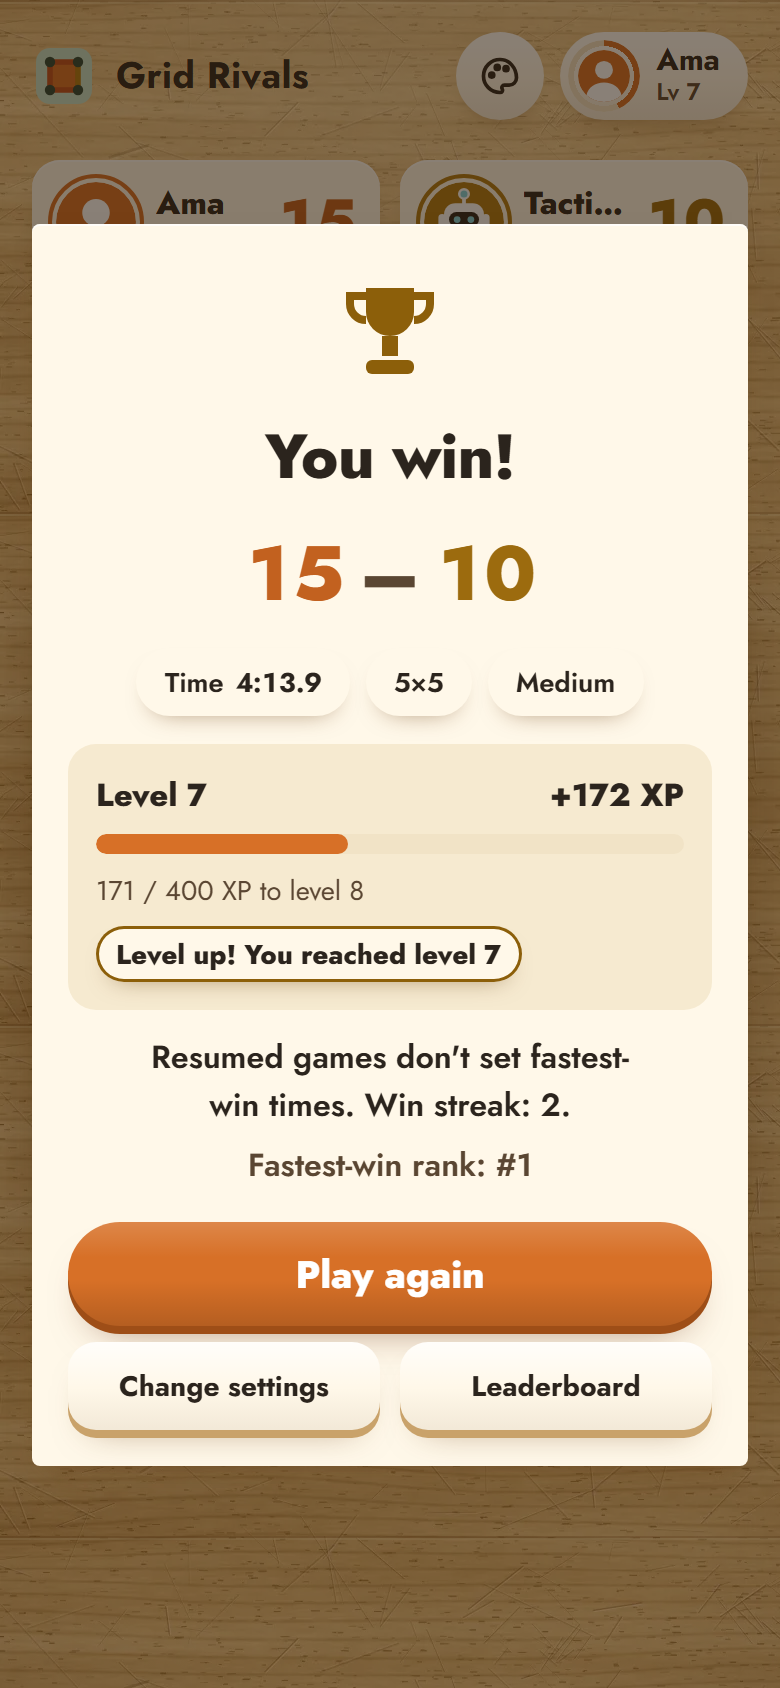 Grid Rivals
Ama
Lv 7
Ama
15
Tacti...
10
You win!
15 – 10
Time 4:13.9
5×5
Medium
Level 7
+172 XP
171 / 400 XP to level 8
Level up! You reached level 7
Resumed games don't set fastest-
win times. Win streak: 2.
Fastest-win rank: #1
Play again
Change settings
Leaderboard